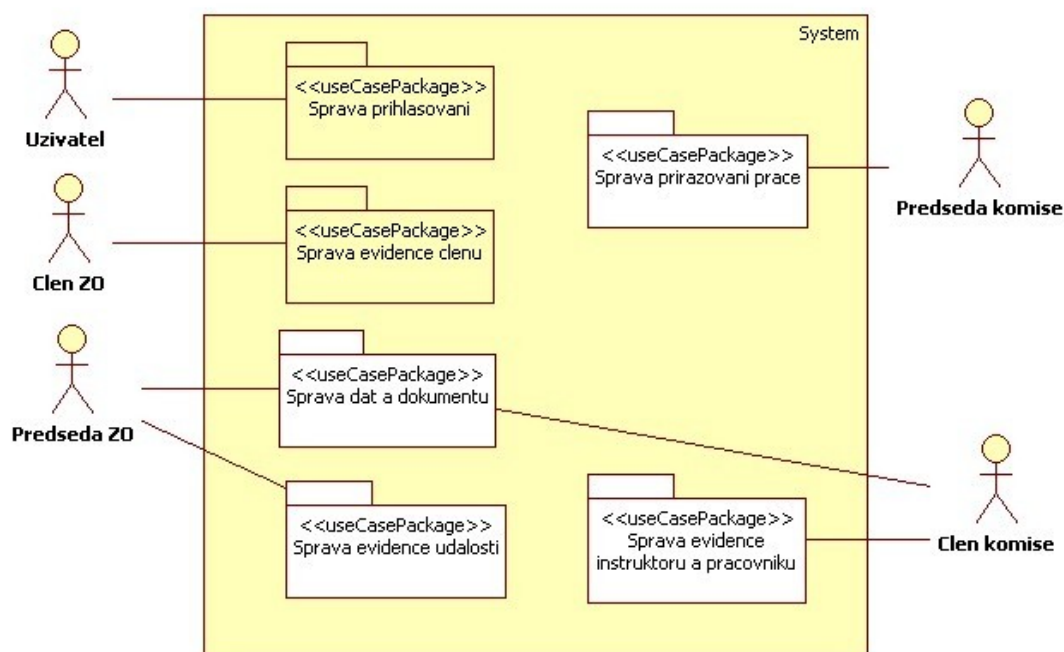 System
<<useCasePackage>>
Sprava prihlasovani
Uzivatel
<<useCasePackage>>
Sprava prirazovani prace
Predseda komise
<<useCasePackage>>
Sprava evidence clenu
Clen ZO
<<useCasePackage>>
Sprava dat a dokumentu
Predseda ZO
<<useCasePackage>>
Sprava evidence udalosti
<<useCasePackage>>
Sprava evidence
instruktoru a pracovniku
Clen komise